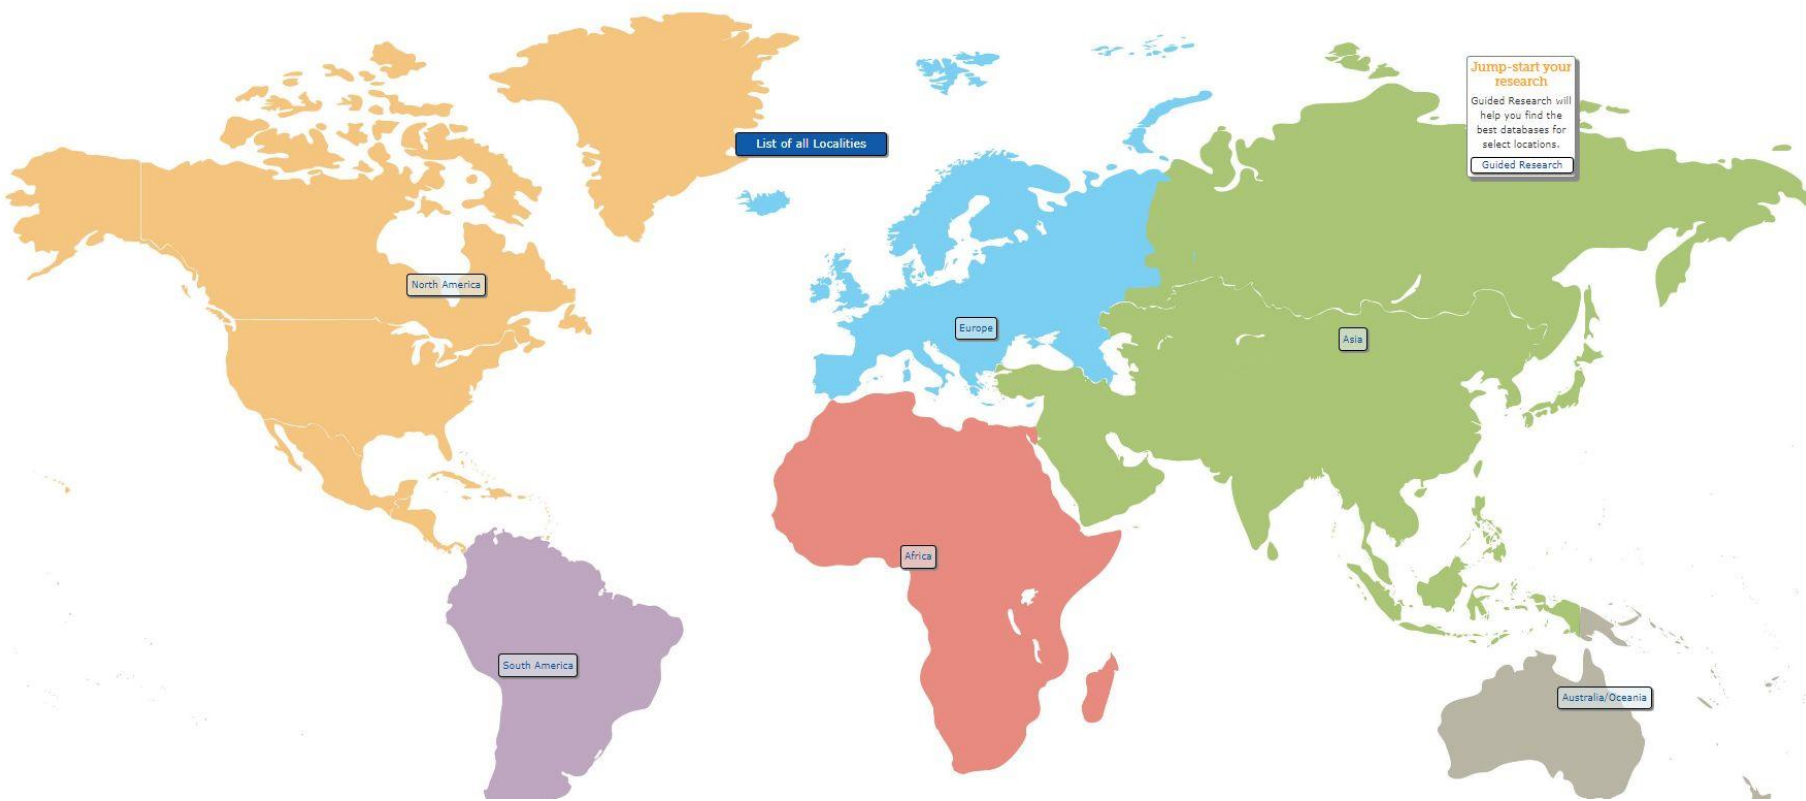 Jump-start your
research
Guided Research will
help you find the
best databases for
select locations.
Guided Research
List of all Localities
North America
Europe
Asia
Africa
South America
Australia/Oceania